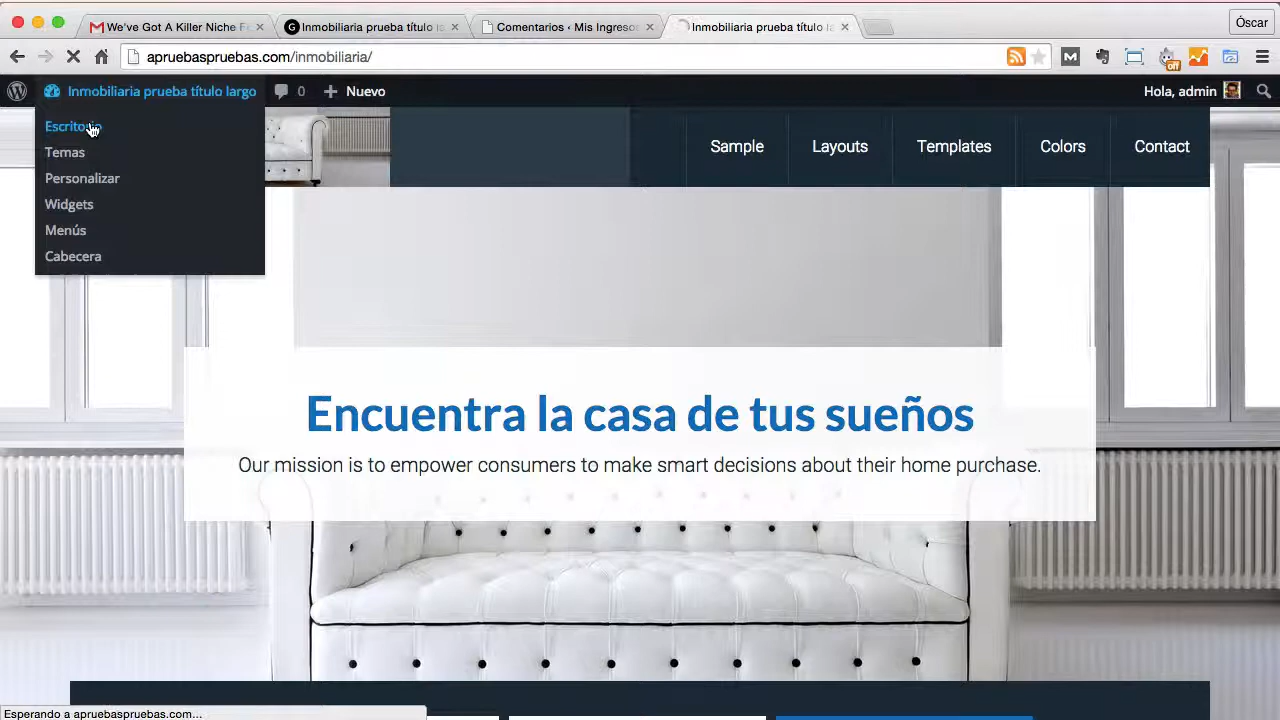 We've Got A Killer Niche F
Inmobiliaria prueba título la
Comentarios ‹ Mis Ingreso
Inmobiliaria prueba título la
Óscar
apruebaspruebas.com/inmobiliaria/
off
Inmobiliaria prueba título largo
0
Nuevo
Hola, admin
Escritorio
Temas
Personalizar
Widgets
Menús
Cabecera
Sample
Layouts
Templates
Colors
Contact
Encuentra la casa de tus sueños
Our mission is to empower consumers to make smart decisions about their home purchase.
Esperando a apruebaspruebas.com...